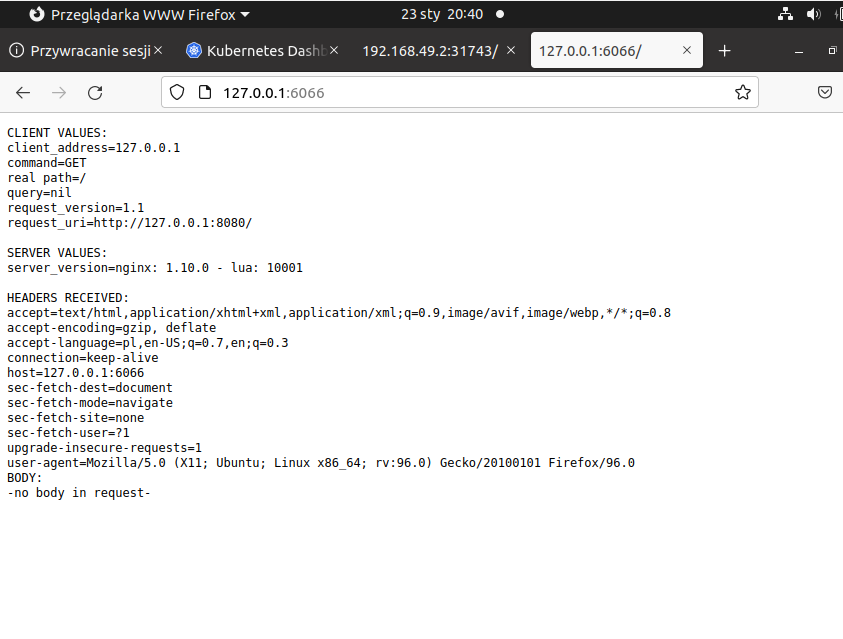 Przeglądarka WWW Firefox 23 sty 20:40
Przywracanie sesji Kubernetes Dashb 192.168.49.2:31743/ 127.0.0.1:6066/
127.0.0.1:6066
CLIENT VALUES:
client_address=127.0.0.1
command=GET
real path=/
query=nil
request_version=1.1
request_uri=http://127.0.0.1:8080/
SERVER VALUES:
server_version=nginx: 1.10.0 - lua: 10001
HEADERS RECEIVED:
accept=text/html,application/xhtml+xml,application/xml;q=0.9,image/avif,image/webp,*/*;q=0.8
accept-encoding=gzip, deflate
accept-language=pl,en-US;q=0.7,en;q=0.3
connection=keep-alive
host=127.0.0.1:6066
sec-fetch-dest=document
sec-fetch-mode=navigate
sec-fetch-site=none
sec-fetch-user=?1
upgrade-insecure-requests=1
user-agent=Mozilla/5.0 (X11; Ubuntu; Linux x86_64; rv:96.0) Gecko/20100101 Firefox/96.0
BODY:
-no body in request-